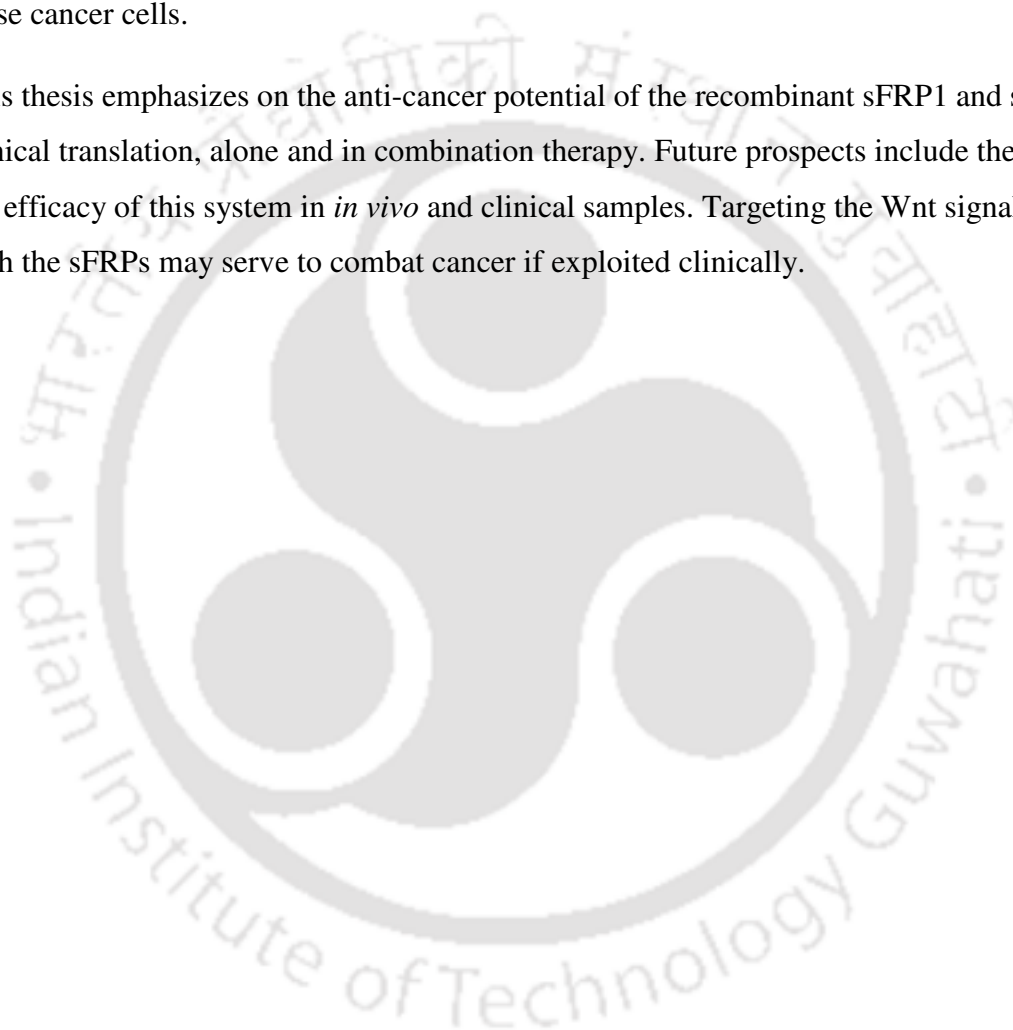 se cancer cells.
is thesis emphasizes on the anti-cancer potential of the recombinant sFRP1 and s
nical translation, alone and in combination therapy. Future prospects include the
efficacy of this system in in vivo and clinical samples. Targeting the Wnt signal
h the sFRPs may serve to combat cancer if exploited clinically.
भारतीय प्रौद्योगिकी संस्थान गुवाहाटी
• Indian Institute of Technology Guwahati •